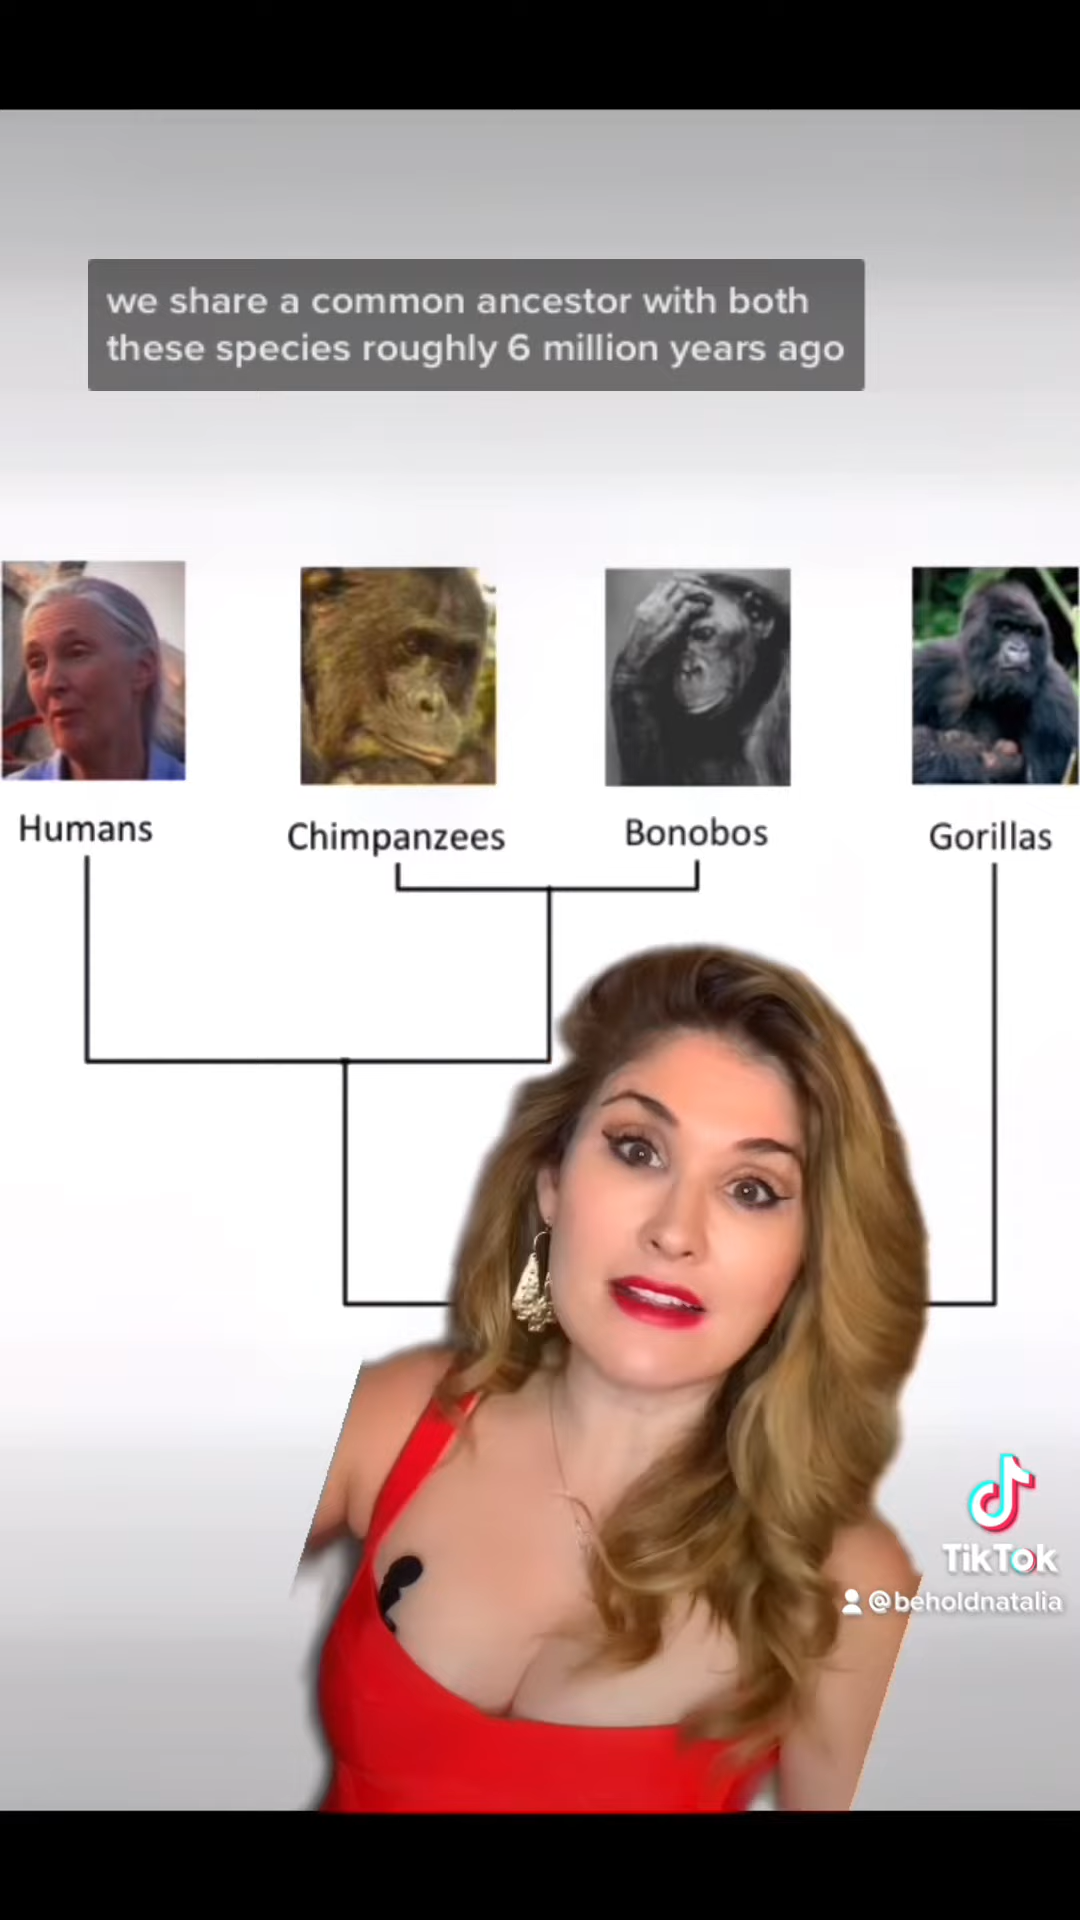 we share a common ancestor with both
these species roughly 6 million years ago
Humans
Chimpanzees
Bonobos
Gorillas
TikTok
@beholdnatalia